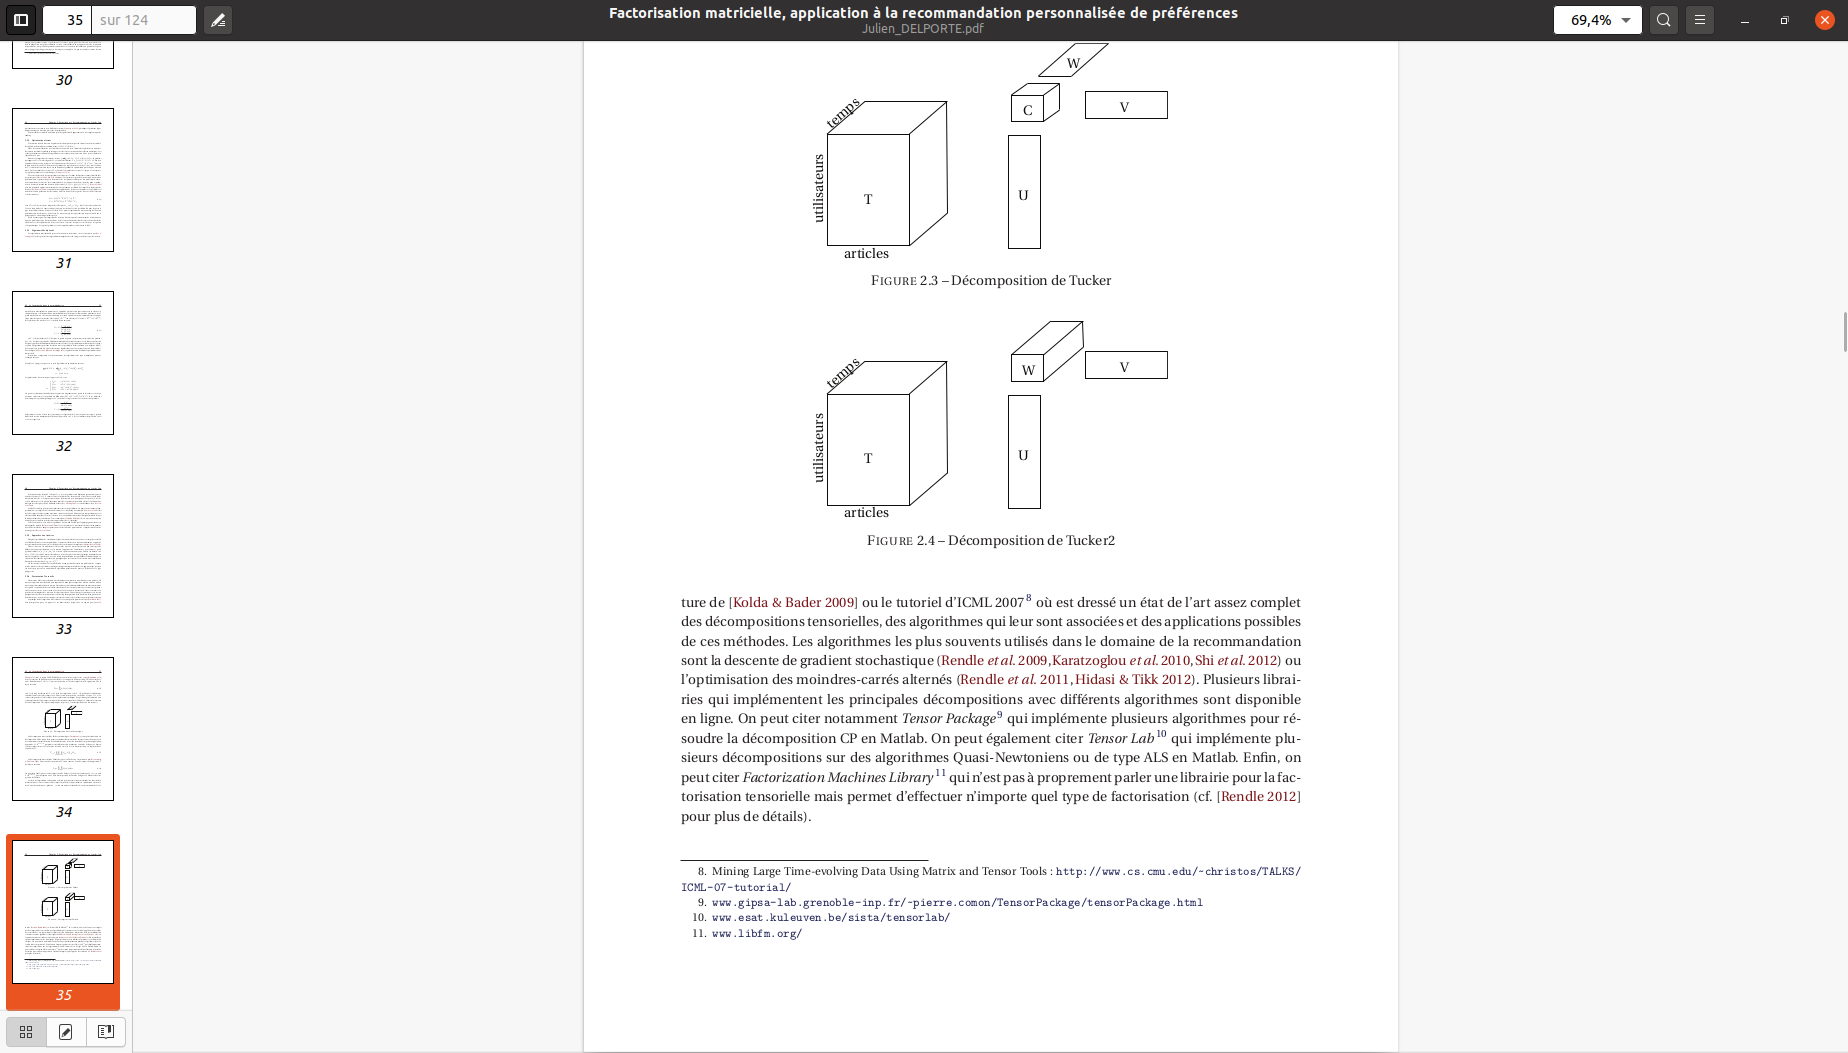 35
sur 124
Factorisation matricielle, application à la recommandation personnalisée de préférences
Julien_DELPORTE.pdf
69,4%
30
31
32
33
34
35
temps
utilisateurs
T
articles
W
C
V
U
FIGURE 2.3 – Décomposition de Tucker
temps
utilisateurs
T
articles
W
V
U
FIGURE 2.4 – Décomposition de Tucker2
ture de [Kolda & Bader 2009] ou le tutoriel d'ICML 2007 8 où est dressé un état de l'art assez complet
des décompositions tensorielles, des algorithmes qui leur sont associées et des applications possibles
de ces méthodes. Les algorithmes les plus souvents utilisés dans le domaine de la recommandation
sont la descente de gradient stochastique (Rendle et al. 2009, Karatzoglou et al. 2010, Shi et al. 2012) ou
l'optimisation des moindres-carrés alternés (Rendle et al. 2011, Hidasi & Tikk 2012). Plusieurs librai-
ries qui implémentent les principales décompositions avec différents algorithmes sont disponible
en ligne. On peut citer notamment Tensor Package 9 qui implémente plusieurs algorithmes pour ré-
soudre la décomposition CP en Matlab. On peut également citer Tensor Lab 10 qui implémente plu-
sieurs décompositions sur des algorithmes Quasi-Newtoniens ou de type ALS en Matlab. Enfin, on
peut citer Factorization Machines Library 11 qui n'est pas à proprement parler une librairie pour la fac-
torisation tensorielle mais permet d'effectuer n'importe quel type de factorisation (cf. [Rendle 2012]
pour plus de détails).
8. Mining Large Time-evolving Data Using Matrix and Tensor Tools : http://www.cs.cmu.edu/~christos/TALKS/
ICML-07-tutorial/
9. www.gipsa-lab.grenoble-inp.fr/~pierre.comon/TensorPackage/tensorPackage.html
10. www.esat.kuleuven.be/sista/tensorlab/
11. www.libfm.org/